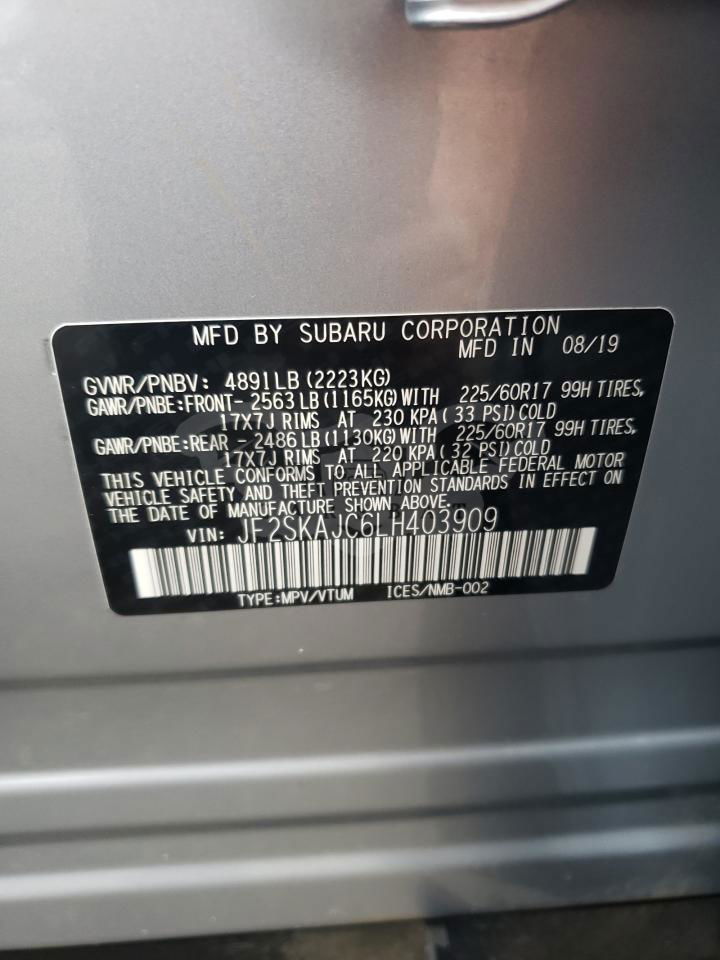 MFD BY SUBARU CORPORATION
MFD IN 08/19
GVWR/PNBV: 4891LB (2223KG)
GAWR/PNBE:FRONT- 2563LB (1165KG)WITH 225/60R17 99H TIRES,
17X7J RIMS AT 230 KPA (33 PSI)COLD
GAWR/PNBE:REAR - 2486LB (1130KG)WITH 225/60R17 99H TIRES,
17X7J RIMS AT 220 KPA (32 PSI)COLD
THIS VEHICLE CONFORMS TO ALL APPLICABLE FEDERAL MOTOR
VEHICLE SAFETY AND THEFT PREVENTION STANDARDS IN EFFECT ON
THE DATE OF MANUFACTURE SHOWN ABOVE.
VIN: JF2SKAJC6LH403909
TYPE:MPV/VTUM ICES/NMB-002